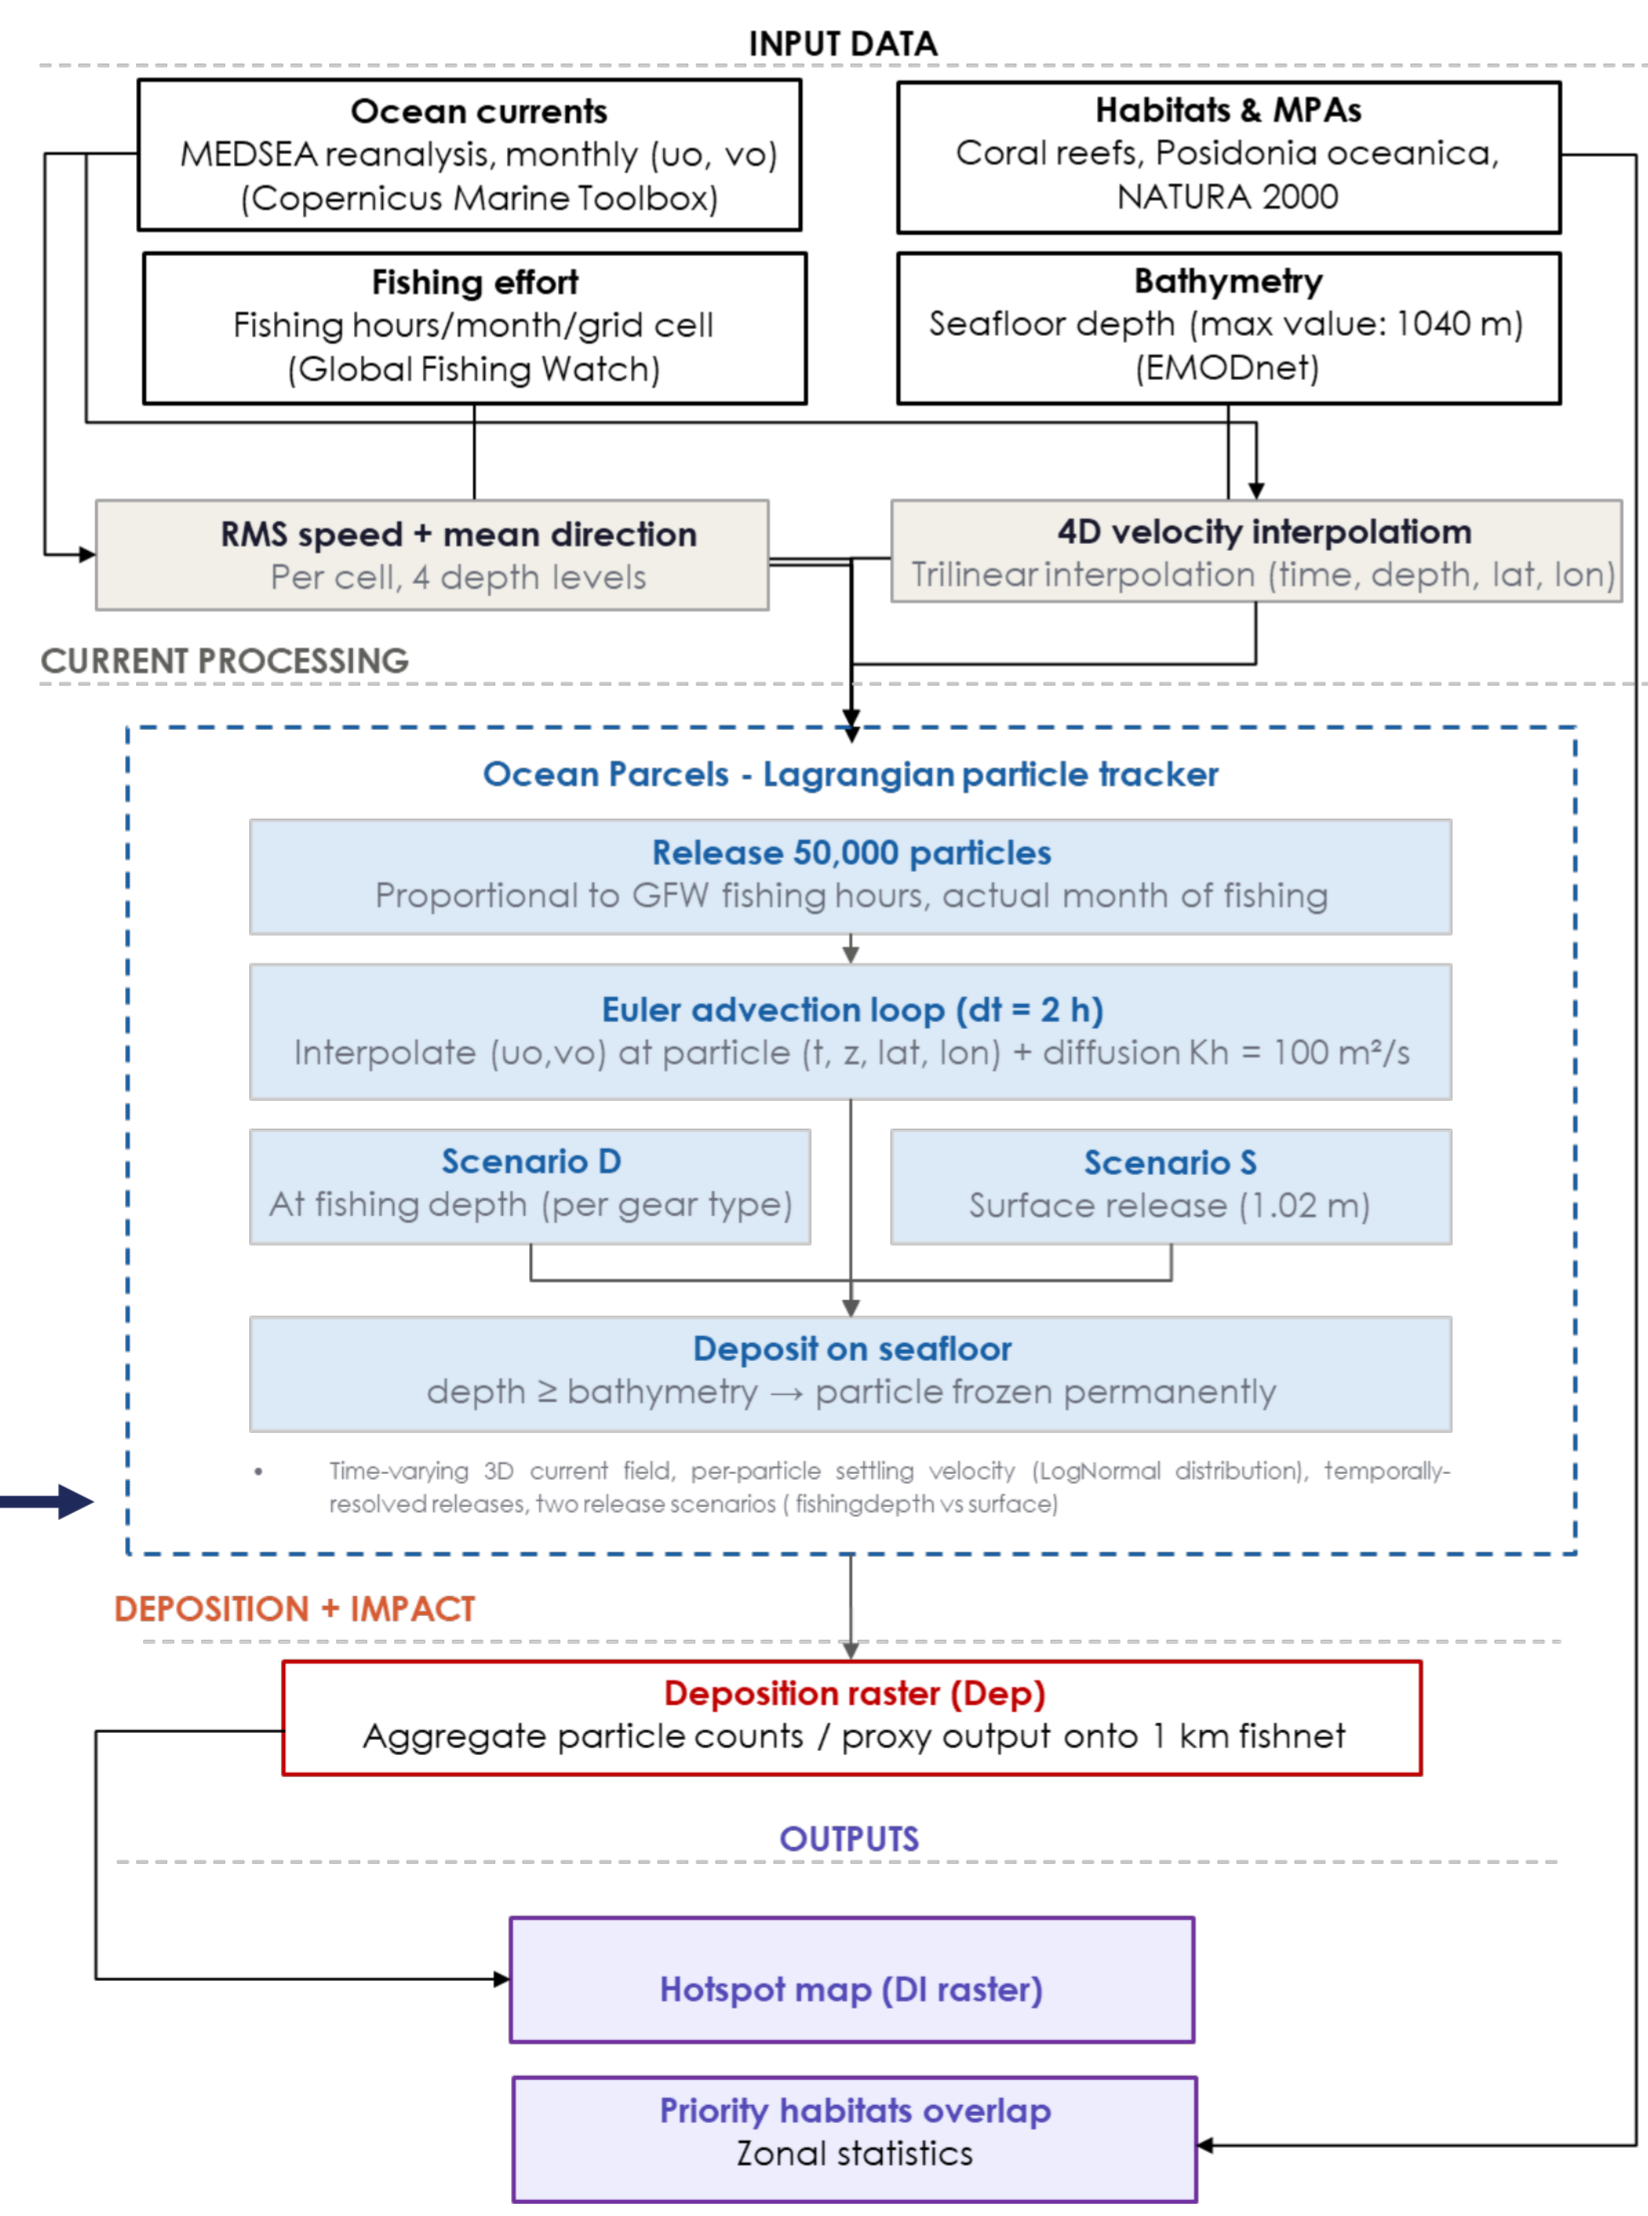 INPUT DATA
Ocean currents
MEDSEA reanalysis, monthly (uo, vo)
(Copernicus Marine Toolbox)
Habitats & MPAs
Coral reefs, Posidonia oceanica,
NATURA 2000
Fishing effort
Fishing hours/month/grid cell
(Global Fishing Watch)
Bathymetry
Seafloor depth (max value: 1040 m)
(EMODnet)
RMS speed + mean direction
Per cell, 4 depth levels
4D velocity interpolatiom
Trilinear interpolation (time, depth, lat, lon)
CURRENT PROCESSING
Ocean Parcels - Lagrangian particle tracker
Release 50,000 particles
Proportional to GFW fishing hours, actual month of fishing
Euler advection loop (dt = 2 h)
Interpolate (uo,vo) at particle (t, z, lat, lon) + diffusion Kh = 100 m²/s
Scenario D
At fishing depth (per gear type)
Scenario S
Surface release (1.02 m)
Deposit on seafloor
depth ≥ bathymetry → particle frozen permanently
• Time-varying 3D current field, per-particle settling velocity (LogNormal distribution), temporally-
resolved releases, two release scenarios ( fishingdepth vs surface)
DEPOSITION + IMPACT
Deposition raster (Dep)
Aggregate particle counts / proxy output onto 1 km fishnet
OUTPUTS
Hotspot map (DI raster)
Priority habitats overlap
Zonal statistics